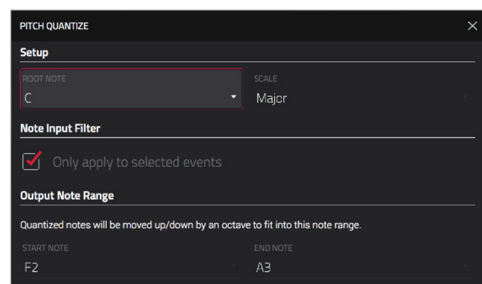 PITCH QUANTIZE
Setup
ROOT NOTE SCALE
C Major
Note Input Filter
Only apply to selected events
Output Note Range
Quantized notes will be moved up/down by an octave to fit into this note range.
START NOTE END NOTE
F2 A3